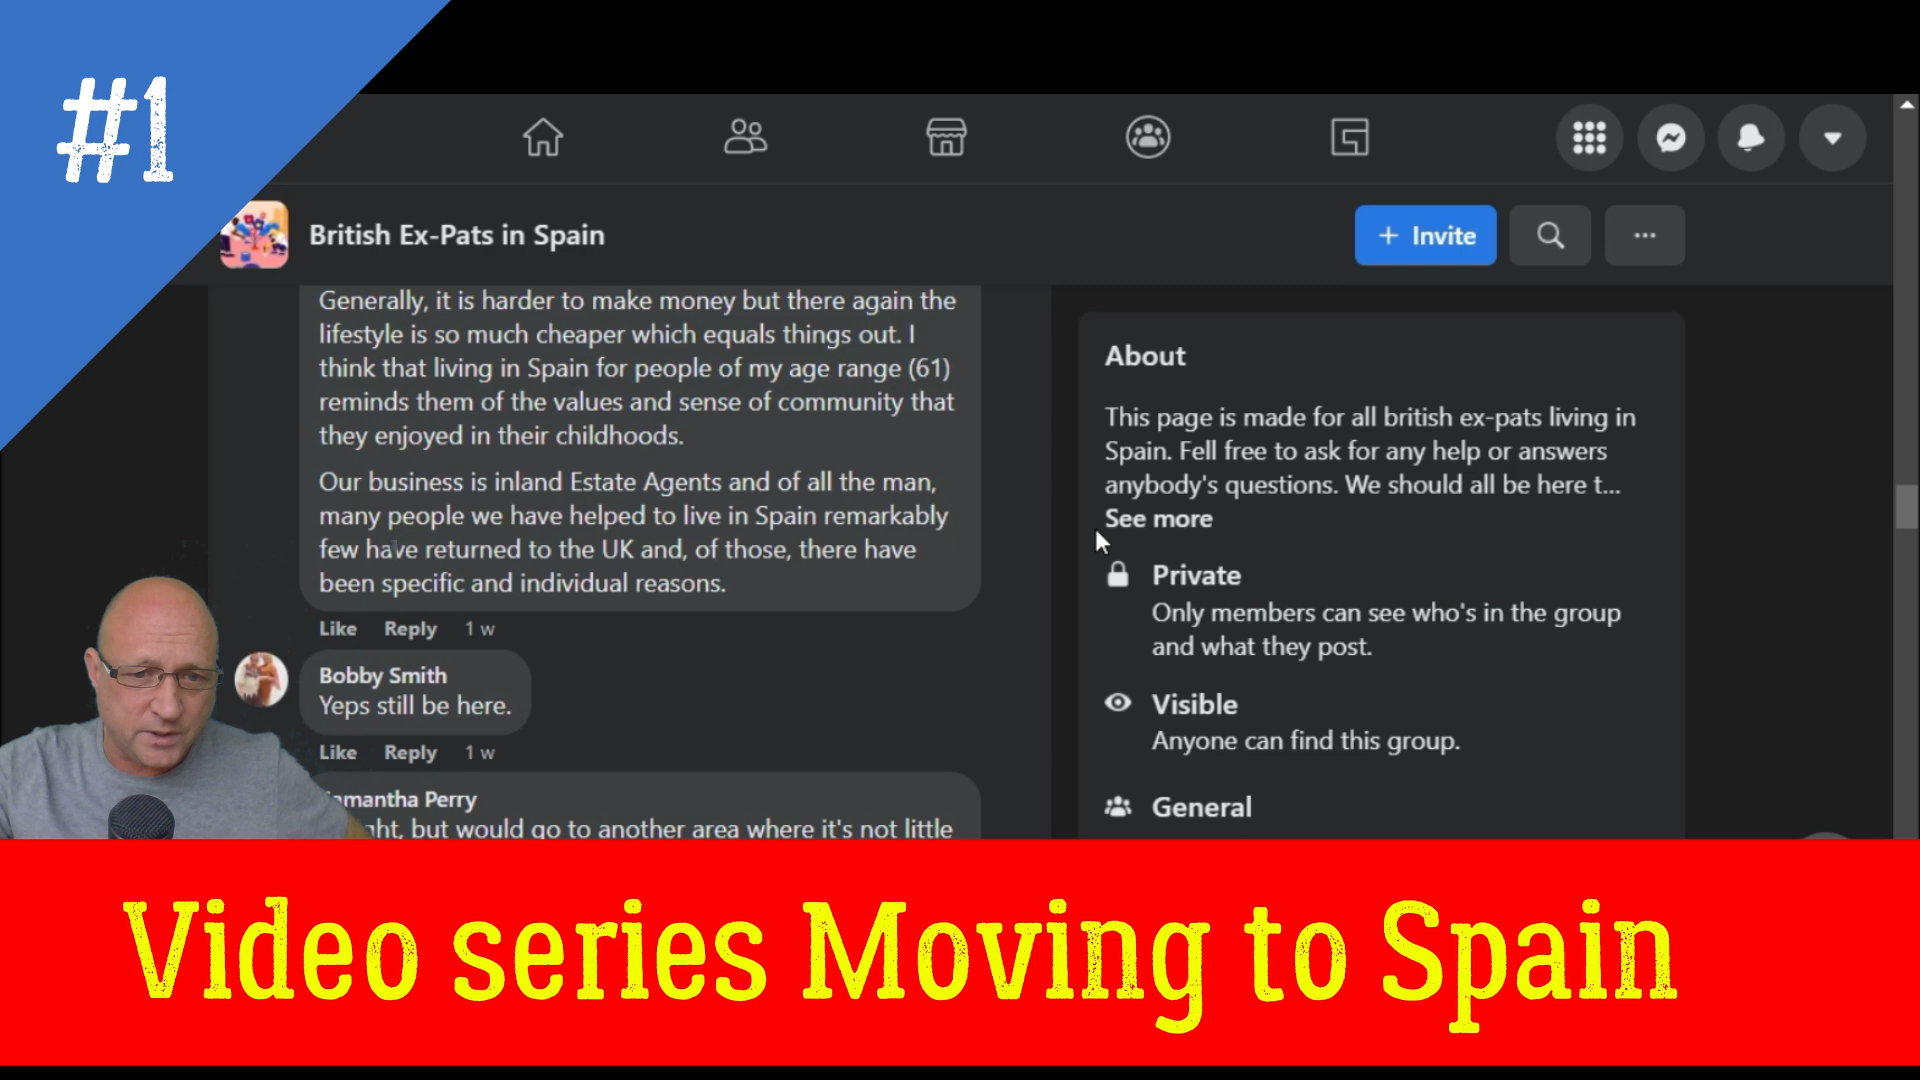 #1
British Ex-Pats in Spain
+ Invite
Generally, it is harder to make money but there again the
lifestyle is so much cheaper which equals things out. I
think that living in Spain for people of my age range (61)
reminds them of the values and sense of community that
they enjoyed in their childhoods.
Our business is inland Estate Agents and of all the man,
many people we have helped to live in Spain remarkably
few have returned to the UK and, of those, there have
been specific and individual reasons.
Like Reply 1 w
Bobby Smith
Yeps still be here.
Like Reply 1 w
amantha Perry
ght, but would go to another area where it's not little
About
This page is made for all british ex-pats living in
Spain. Fell free to ask for any help or answers
anybody's questions. We should all be here t...
See more
Private
Only members can see who's in the group
and what they post.
Visible
Anyone can find this group.
General
Video series Moving to Spain